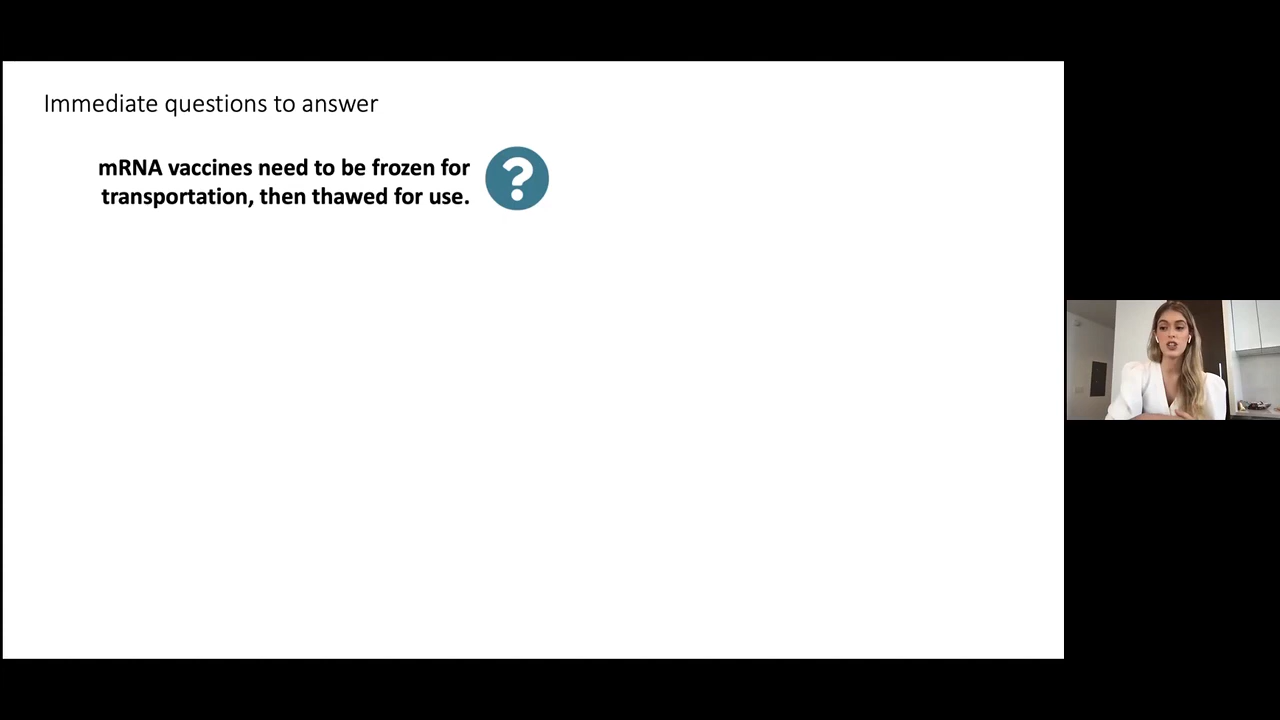 Immediate questions to answer
mRNA vaccines need to be frozen for
transportation, then thawed for use.
?